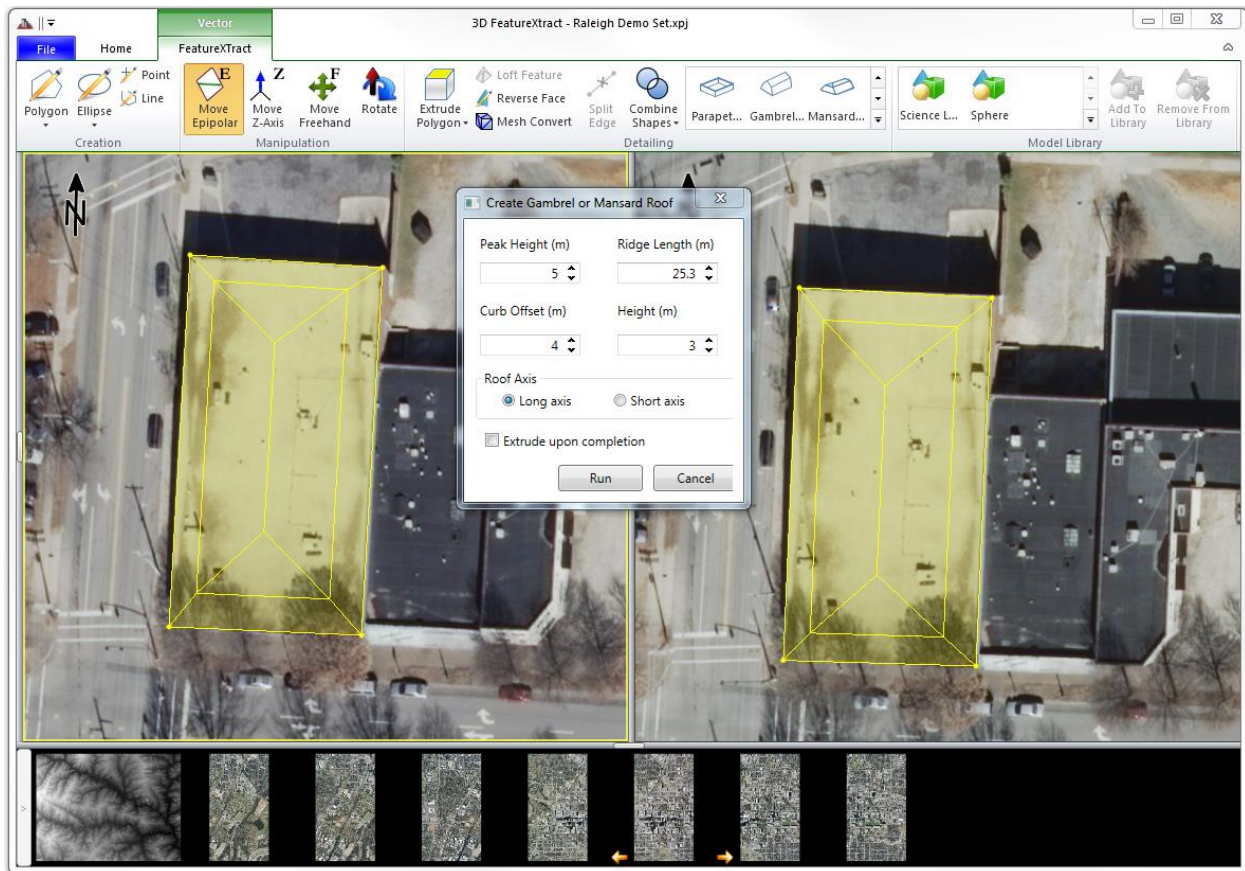 Vector
3D FeatureXtract - Raleigh Demo Set.xpj
File
Home
FeatureXTract
Polygon
Ellipse
Point
Line
Creation
E
Move Epipolar
Z
Move Z-Axis
F
Move Freehand
Rotate
Manipulation
Extrude Polygon
Loft Feature
Reverse Face
Mesh Convert
Split Edge
Combine Shapes
Parapet...
Gambrel...
Mansard...
Detailing
Science L...
Sphere
Add To Library
Remove From Library
Model Library
N
Create Gambrel or Mansard Roof
Peak Height (m)
Ridge Length (m)
5
25.3
Curb Offset (m)
Height (m)
4
3
Roof Axis
Long axis
Short axis
Extrude upon completion
Run
Cancel